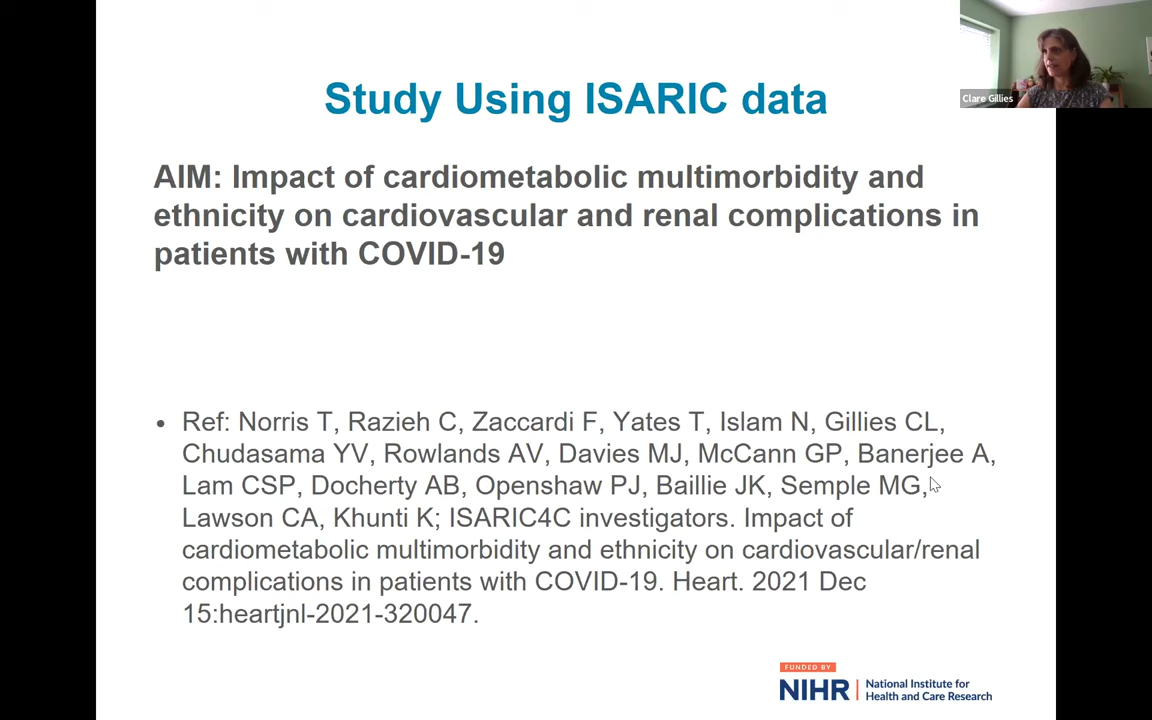 Study Using ISARIC data
Clare Gillies
AIM: Impact of cardiometabolic multimorbidity and
ethnicity on cardiovascular and renal complications in
patients with COVID-19
• Ref: Norris T, Razieh C, Zaccardi F, Yates T, Islam N, Gillies CL,
Chudasama YV, Rowlands AV, Davies MJ, McCann GP, Banerjee A,
Lam CSP, Docherty AB, Openshaw PJ, Baillie JK, Semple MG,
Lawson CA, Khunti K; ISARIC4C investigators. Impact of
cardiometabolic multimorbidity and ethnicity on cardiovascular/renal
complications in patients with COVID-19. Heart. 2021 Dec
15:heartjnl-2021-320047.
FUNDED BY
NIHR | National Institute for
Health and Care Research